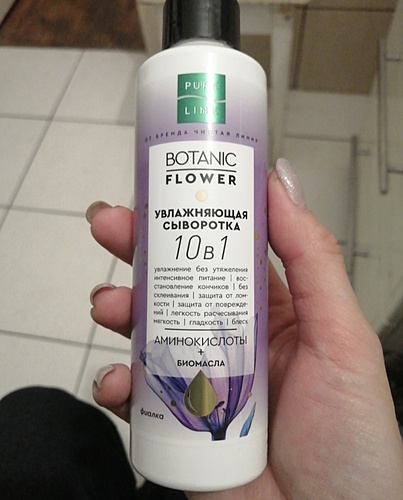 PURE
LINE
ОТ БРЕНДА ЧИСТАЯ ЛИНИЯ
BOTANIC
FLOWER
УВЛАЖНЯЮЩАЯ
СЫВОРОТКА
10в1
увлажнение без утяжеления
интенсивное питание | вос-
становление кончиков | без
склеивания | защита от лом-
кости | защита от поврежде-
ний | легкость расчесывания
мягкость | гладкость | блеск
АМИНОКИСЛОТЫ
+
БИОМАСЛА
фиалка